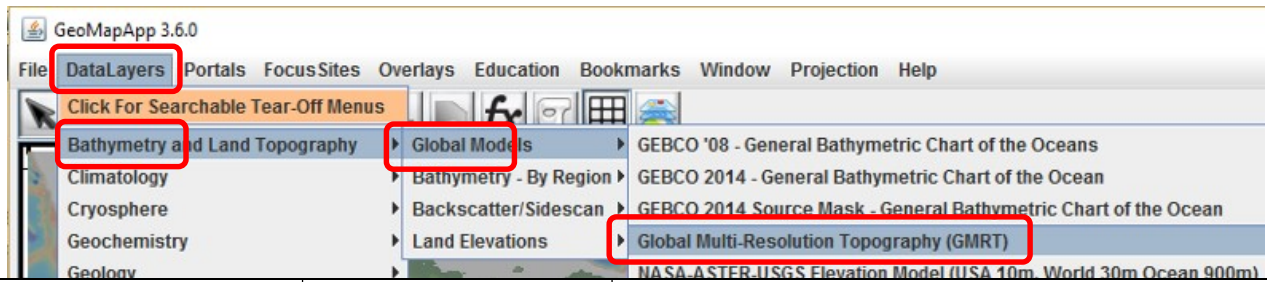 GeoMapApp 3.6.0
File DataLayers Portals FocusSites Overlays Education Bookmarks Window Projection Help
Click For Searchable Tear-Off Menus
Bathymetry and Land Topography Global Models GEBCO '08 - General Bathymetric Chart of the Oceans
Climatology Bathymetry - By Region GEBCO 2014 - General Bathymetric Chart of the Ocean
Cryosphere Backscatter/Sidescan GEBCO 2014 Source Mask - General Bathymetric Chart of the Ocean
Geochemistry Land Elevations Global Multi-Resolution Topography (GMRT)
Geology NASA-ASTER-USGS Elevation Model (USA 10m, World 30m Ocean 900m)